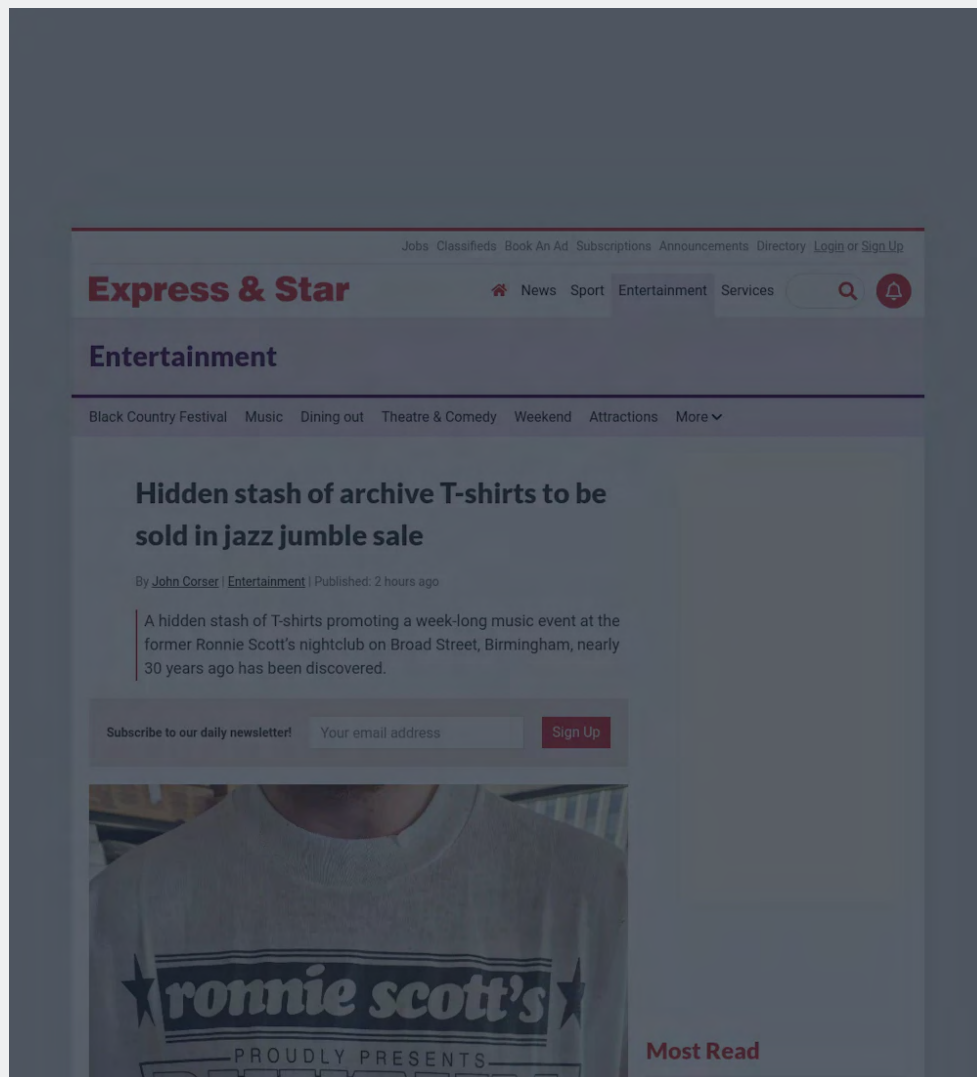 Jobs Classifieds Book An Ad Subscriptions Announcements Directory Login or Sign Up
Express & Star
News Sport Entertainment Services
Entertainment
Black Country Festival Music Dining out Theatre & Comedy Weekend Attractions More
Hidden stash of archive T-shirts to be
sold in jazz jumble sale
By John Corser | Entertainment | Published: 2 hours ago
A hidden stash of T-shirts promoting a week-long music event at the
former Ronnie Scott's nightclub on Broad Street, Birmingham, nearly
30 years ago has been discovered.
Subscribe to our daily newsletter! Your email address Sign Up
ronnie scott's
PROUDLY PRESENTS
Most Read